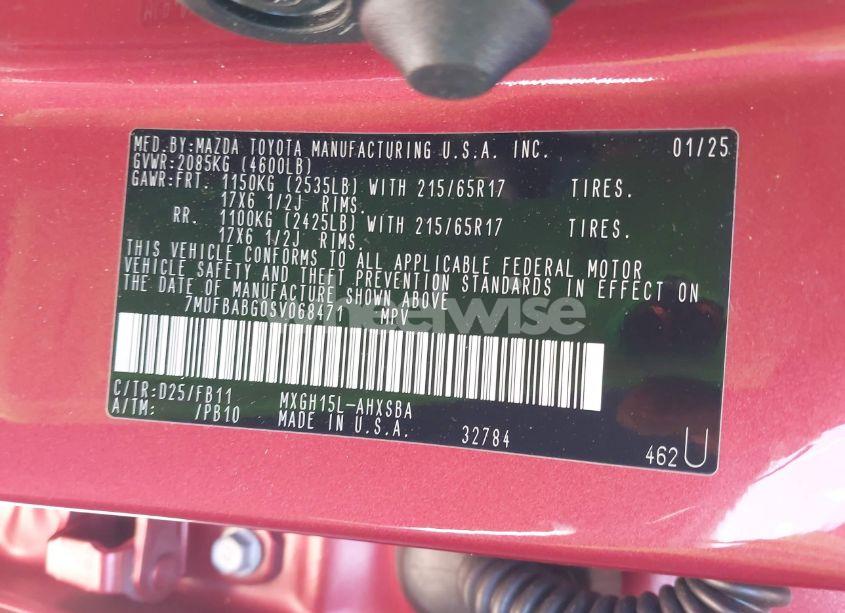 MFD.BY:MAZDA TOYOTA MANUFACTURING U.S.A. INC. 01/25
GVWR:2085KG (4600LB)
GAWR:FRT. 1150KG (2535LB) WITH 215/65R17 TIRES.
17X6 1/2J RIMS.
RR. 1100KG (2425LB) WITH 215/65R17 TIRES.
17X6 1/2J RIMS.
THIS VEHICLE CONFORMS TO ALL APPLICABLE FEDERAL MOTOR
VEHICLE SAFETY AND THEFT PREVENTION STANDARDS IN EFFECT ON
THE DATE OF MANUFACTURE SHOWN ABOVE
7MUFBABG0SV068471 MPV
C/TR:D25/FB11 MXGH15L-AHXSBA
A/TM: /PB10 MADE IN U.S.A. 32784
462 U